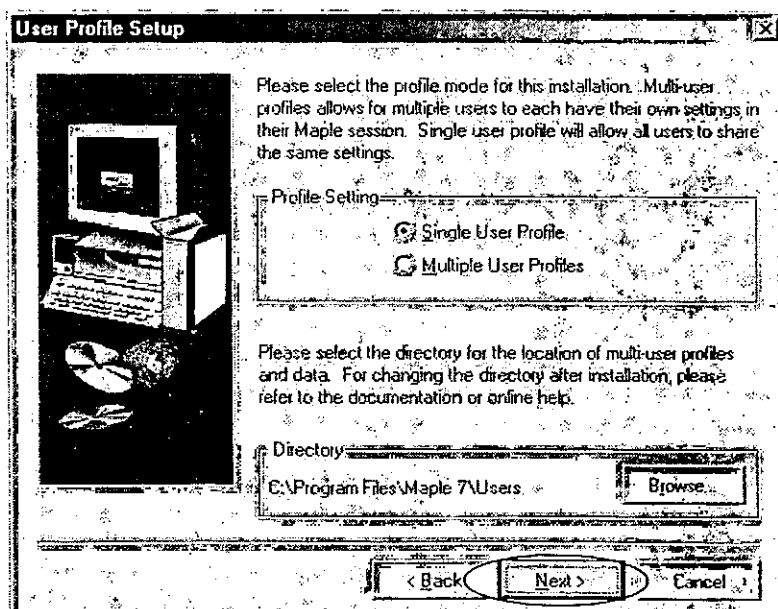 User Profile Setup
Please select the profile mode for this installation. Multi-user
profiles allows for multiple users to each have their own settings in
their Maple session. Single user profile will allow all users to share
the same settings.
Profile Setting
Single User Profile
Multiple User Profiles
Please select the directory for the location of multi-user profiles
and data. For changing the directory after installation, please
refer to the documentation or online help.
Directory
C:\Program Files\Maple 7\Users
Browse...
< Back
Next >
Cancel